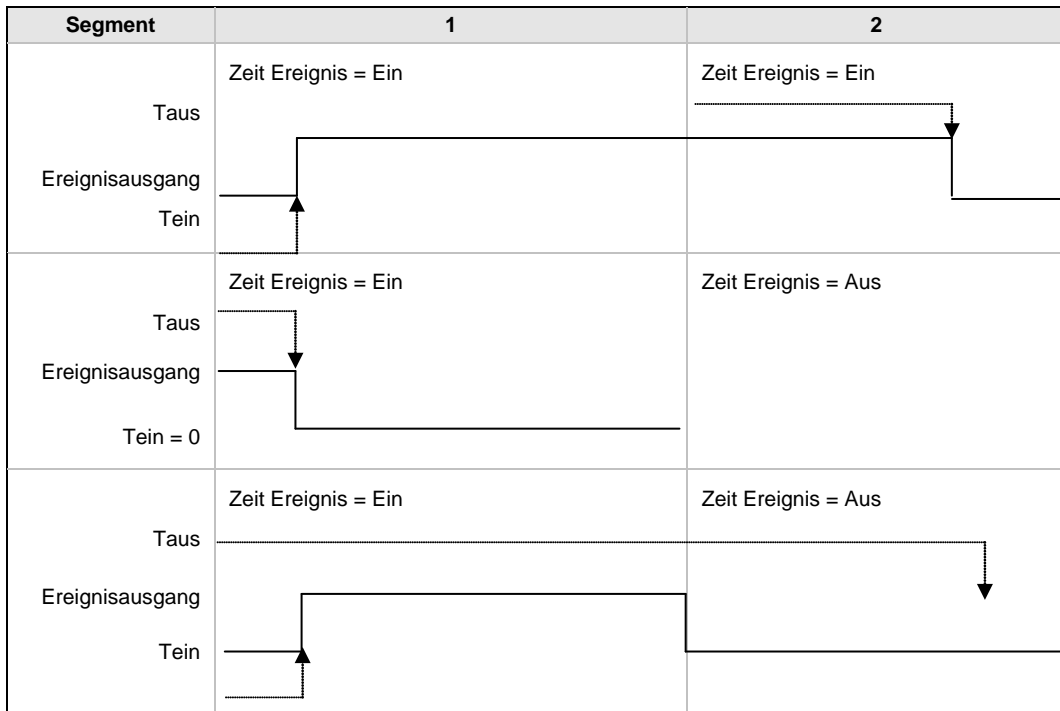 Segment 1 2
Zeit Ereignis = Ein Zeit Ereignis = Ein
Taus
Ereignisausgang
Tein
Zeit Ereignis = Ein Zeit Ereignis = Aus
Taus
Ereignisausgang
Tein = 0
Zeit Ereignis = Ein Zeit Ereignis = Aus
Taus
Ereignisausgang
Tein